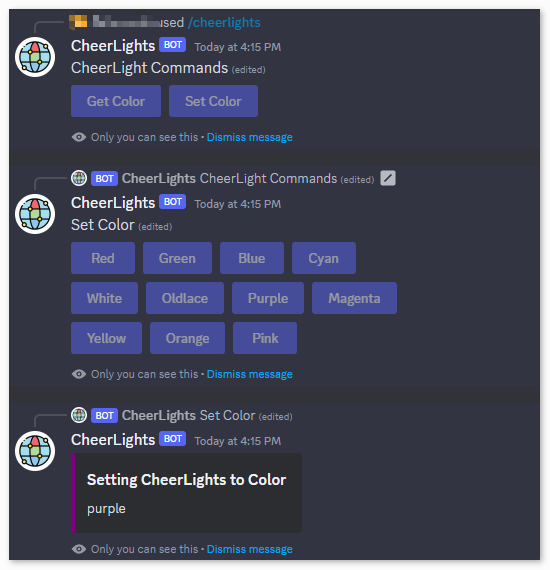 used /cheerlights
CheerLights BOT Today at 4:15 PM
CheerLight Commands (edited)
Get Color Set Color
Only you can see this • Dismiss message
BOT CheerLights CheerLight Commands (edited)
CheerLights BOT Today at 4:15 PM
Set Color (edited)
Red Green Blue Cyan
White Oldlace Purple Magenta
Yellow Orange Pink
Only you can see this • Dismiss message
BOT CheerLights Set Color (edited)
CheerLights BOT Today at 4:15 PM
Setting CheerLights to Color
purple
Only you can see this • Dismiss message